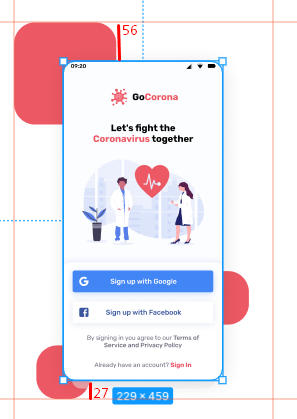 56
09:20
GoCorona
Let's fight the
Coronavirus together
Sign up with Google
Sign up with Facebook
By signing in you agree to our Terms of
Service and Privacy Policy
Already have an account? Sign In
27
229 × 459